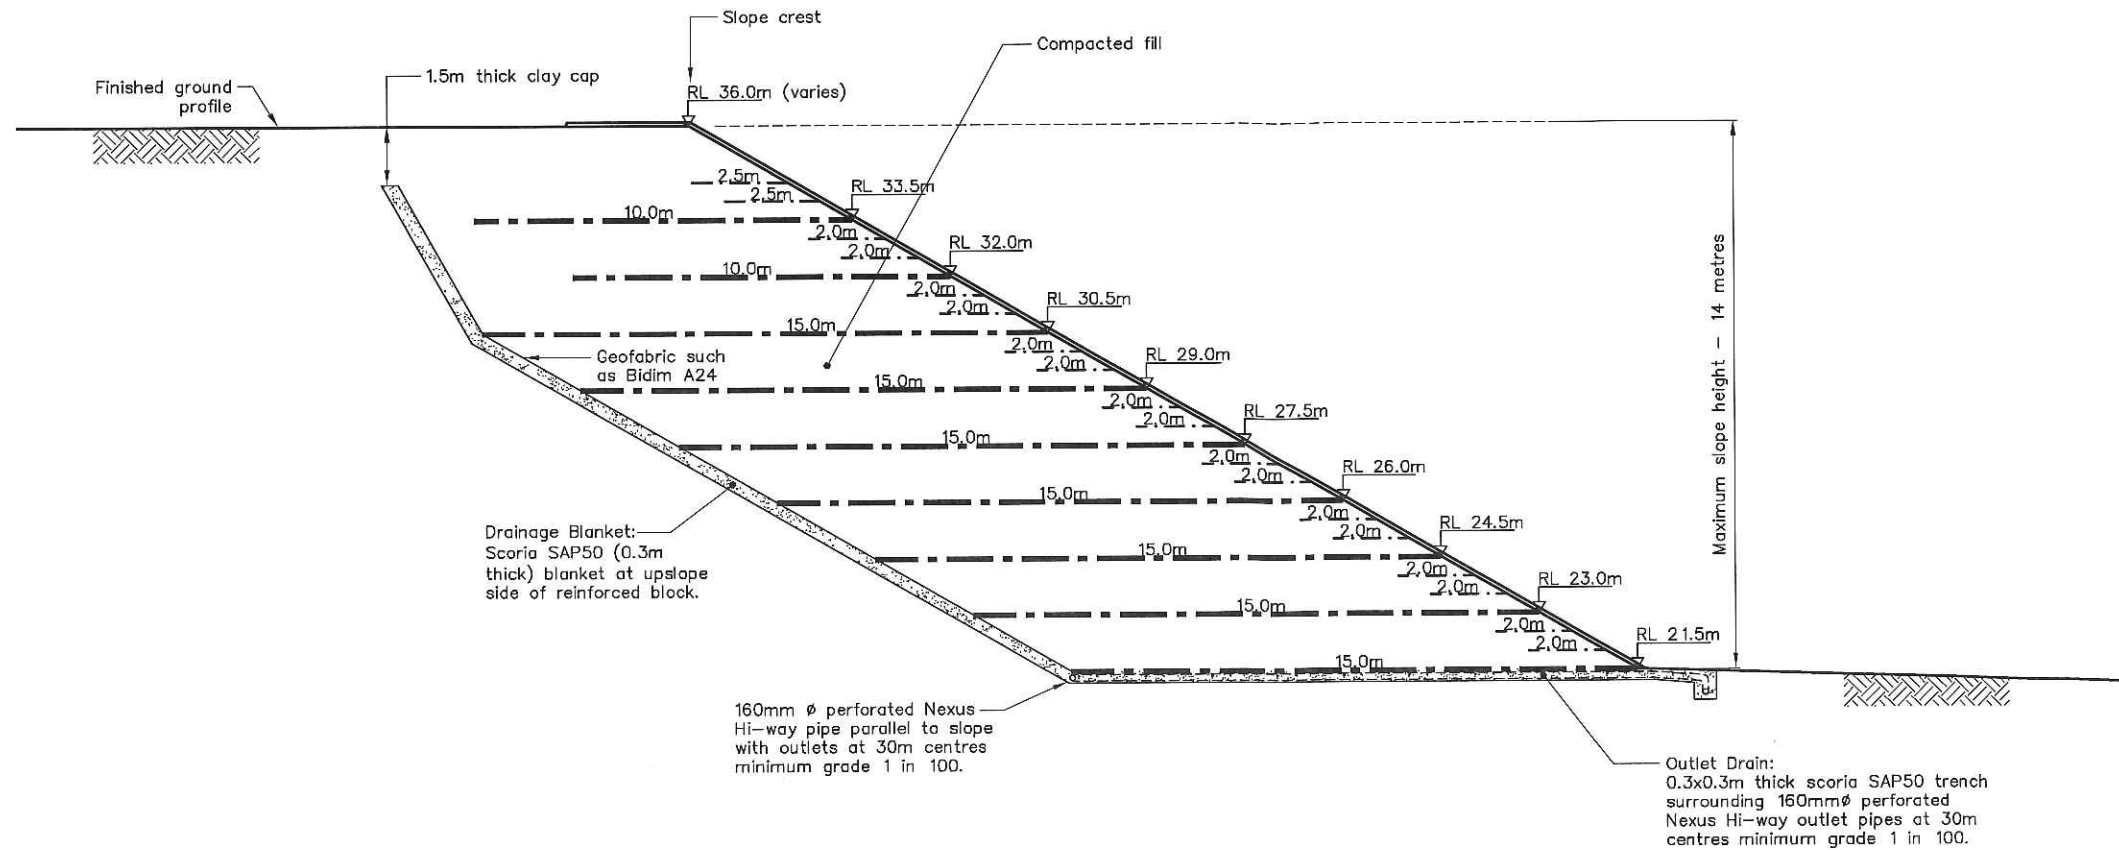 Slope crest
Compacted fill
1.5m thick clay cap
Finished ground
profile
RL 36.0m (varies)
2.5m
RL 33.5m
2.5m
10.0m
2.0m
RL 32.0m
2.0m
10.0m
2.0m
RL 30.5m
2.0m
15.0m
2.0m
RL 29.0m
2.0m
Geofabric such
as Bidim A24
15.0m
2.0m
RL 27.5m
2.0m
15.0m
2.0m
RL 26.0m
2.0m
15.0m
2.0m
RL 24.5m
2.0m
15.0m
2.0m
RL 23.0m
2.0m
15.0m
2.0m
RL 21.5m
2.0m
15.0m
Maximum slope height – 14 metres
Drainage Blanket:
Scoria SAP50 (0.3m
thick) blanket at upslope
side of reinforced block.
160mm ø perforated Nexus
Hi–way pipe parallel to slope
with outlets at 30m centres
minimum grade 1 in 100.
Outlet Drain:
0.3x0.3m thick scoria SAP50 trench
surrounding 160mmø perforated
Nexus Hi–way outlet pipes at 30m
centres minimum grade 1 in 100.